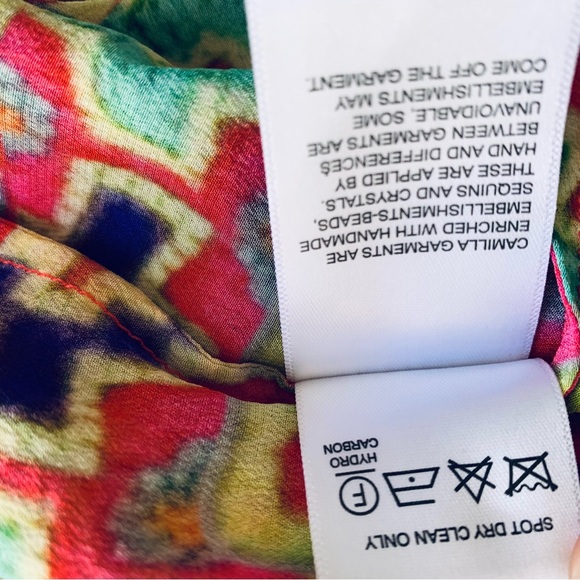 CAMILLA GARMENTS ARE
ENRICHED WITH HANDMADE
EMBELLISHMENTS-BEADS,
SEQUINS AND CRYSTALS.
THESE ARE APPLIED BY
HAND AND DIFFERENCES
BETWEEN GARMENTS ARE
UNAVOIDABLE. SOME
EMBELLISHMENTS MAY
COME OFF THE GARMENT.
SPOT DRY CLEAN ONLY
F
HYDRO
CARBON